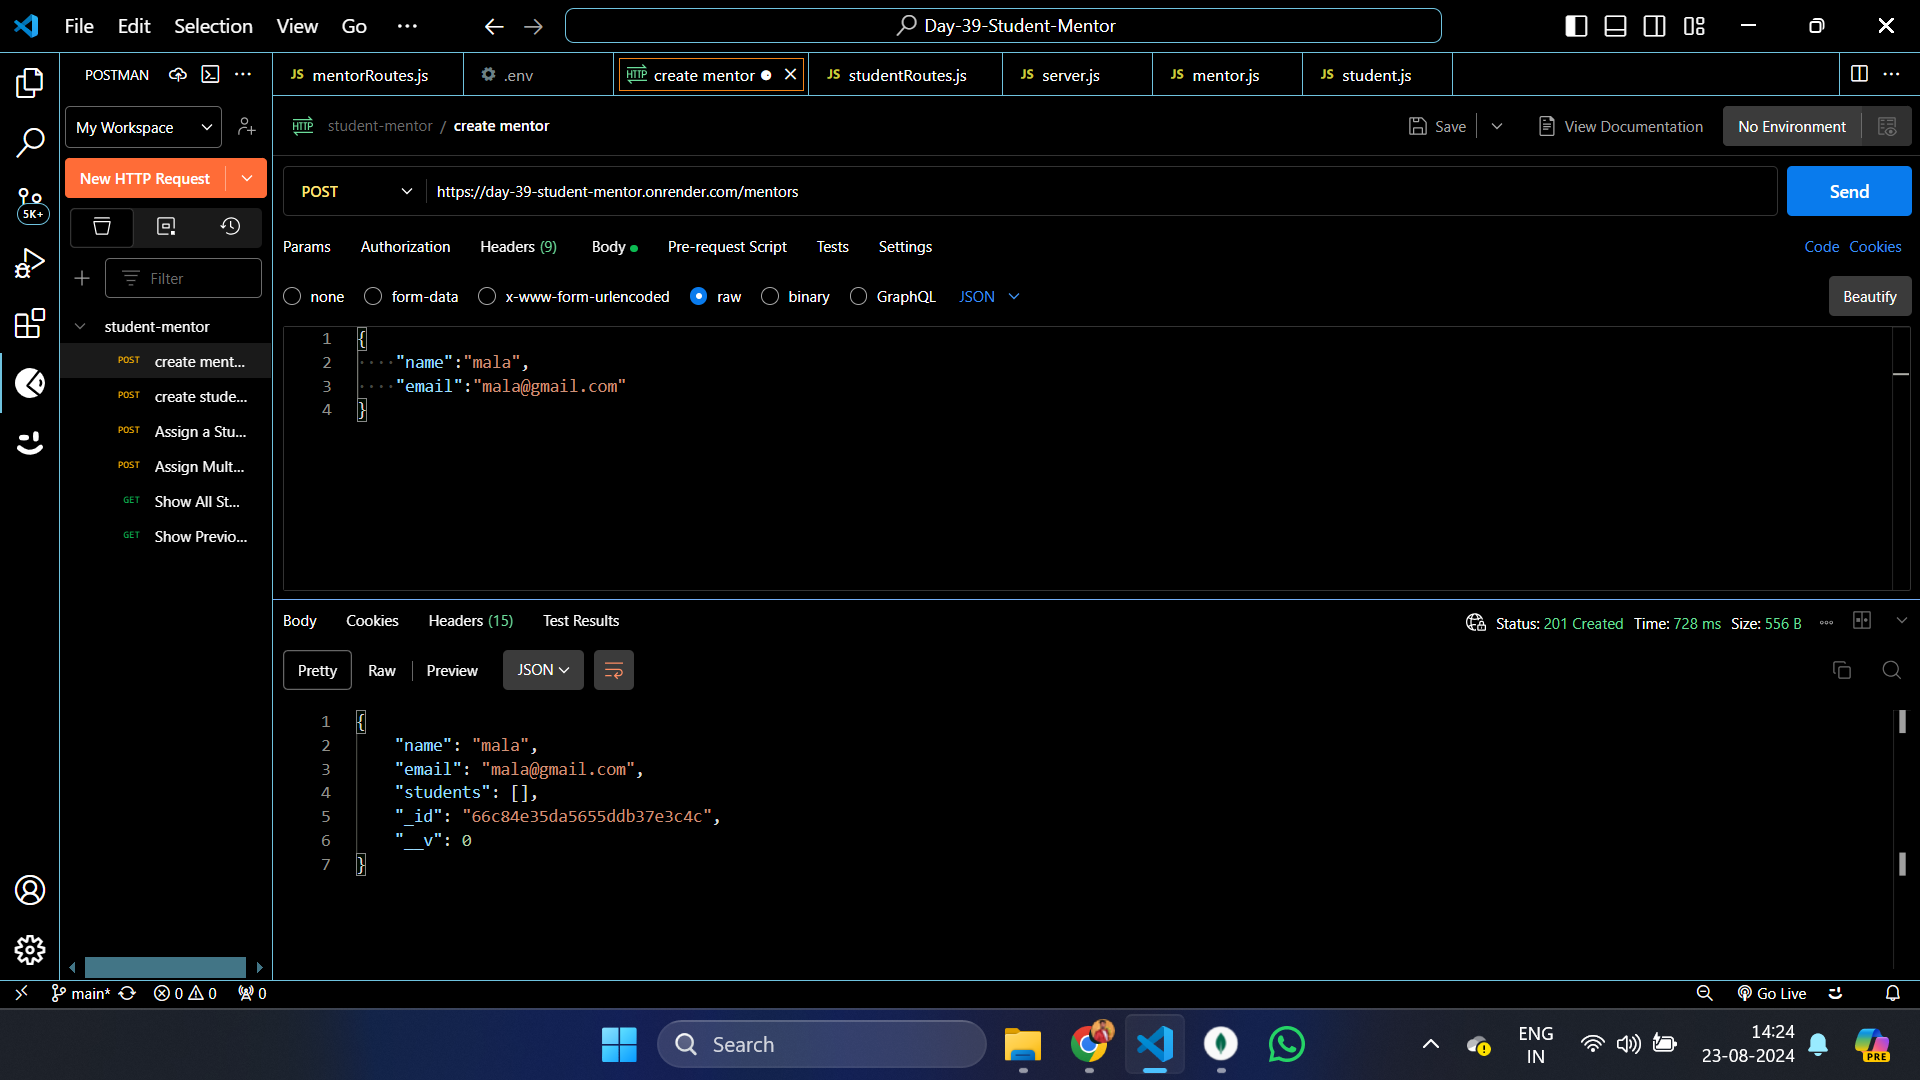 File Edit Selection View Go ···
Day-39-Student-Mentor
POSTMAN
JS mentorRoutes.js
.env
HTTP create mentor
JS studentRoutes.js
JS server.js
JS mentor.js
JS student.js
My Workspace
HTTP student-mentor / create mentor
Save
View Documentation
No Environment
New HTTP Request
POST
https://day-39-student-mentor.onrender.com/mentors
Send
5K+
Params Authorization Headers (9) Body Pre-request Script Tests Settings
Code Cookies
Filter
none form-data x-www-form-urlencoded raw binary GraphQL JSON
Beautify
student-mentor
POST create ment...
POST create stude...
POST Assign a Stu...
POST Assign Mult...
GET Show All St...
GET Show Previo...
1 {
2 ····"name":"mala",
3 ····"email":"mala@gmail.com"
4 }
Body Cookies Headers (15) Test Results
Status: 201 Created Time: 728 ms Size: 556 B
Pretty Raw Preview JSON
1 {
2 "name": "mala",
3 "email": "mala@gmail.com",
4 "students": [],
5 "_id": "66c84e35da5655ddb37e3c4c",
6 "__v": 0
7 }
main* 0 0 0
Go Live
Search
ENG
IN
14:24
23-08-2024
PRE